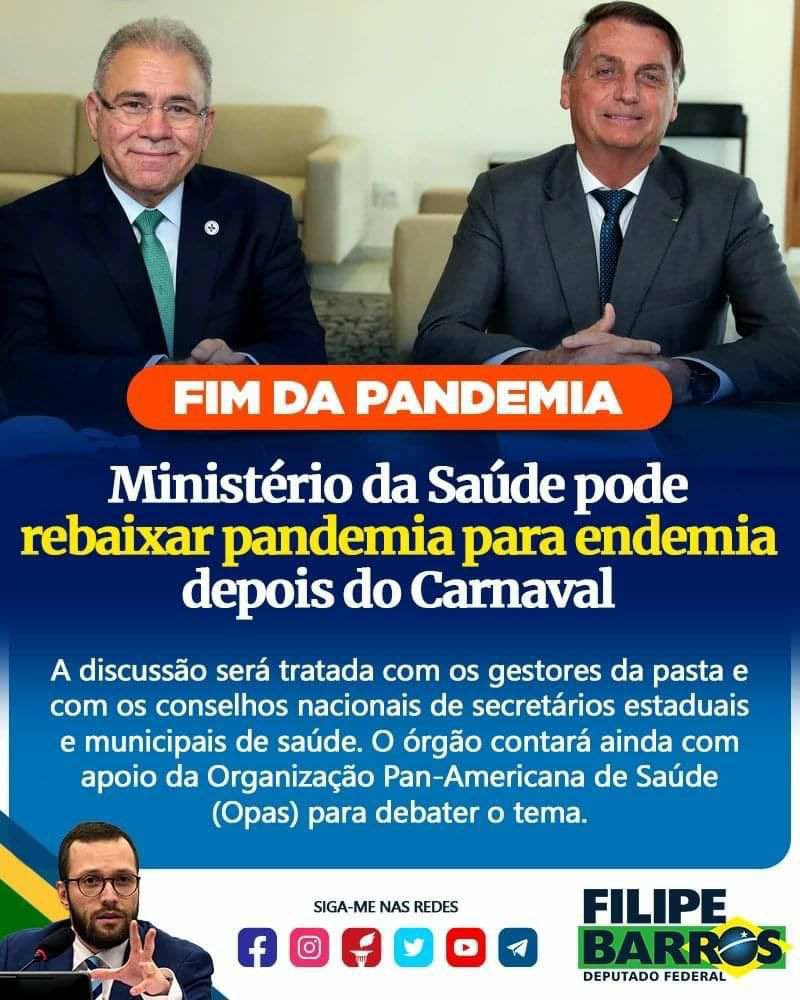 FIM DA PANDEMIA
Ministério da Saúde pode
rebaixar pandemia para endemia
depois do Carnaval
A discussão será tratada com os gestores da pasta e
com os conselhos nacionais de secretários estaduais
e municipais de saúde. O órgão contará ainda com
apoio da Organização Pan-Americana de Saúde
(Opas) para debater o tema.
SIGA-ME NAS REDES
FILIPE
BARROS
DEPUTADO FEDERAL